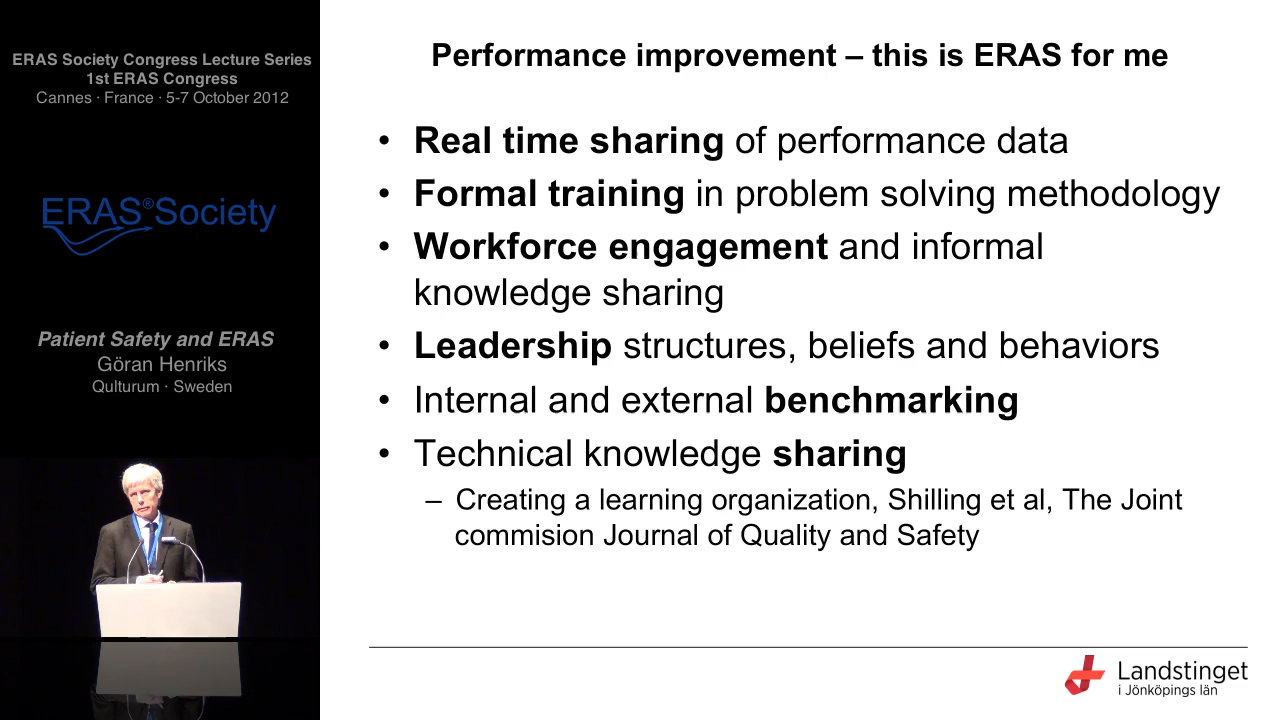 ERAS Society Congress Lecture Series
1st ERAS Congress
Cannes · France · 5-7 October 2012
ERAS®Society
Patient Safety and ERAS
Göran Henriks
Qulturum · Sweden
Performance improvement – this is ERAS for me
• Real time sharing of performance data
• Formal training in problem solving methodology
• Workforce engagement and informal
knowledge sharing
• Leadership structures, beliefs and behaviors
• Internal and external benchmarking
• Technical knowledge sharing
– Creating a learning organization, Shilling et al, The Joint
commision Journal of Quality and Safety
Landstinget
i Jönköpings län